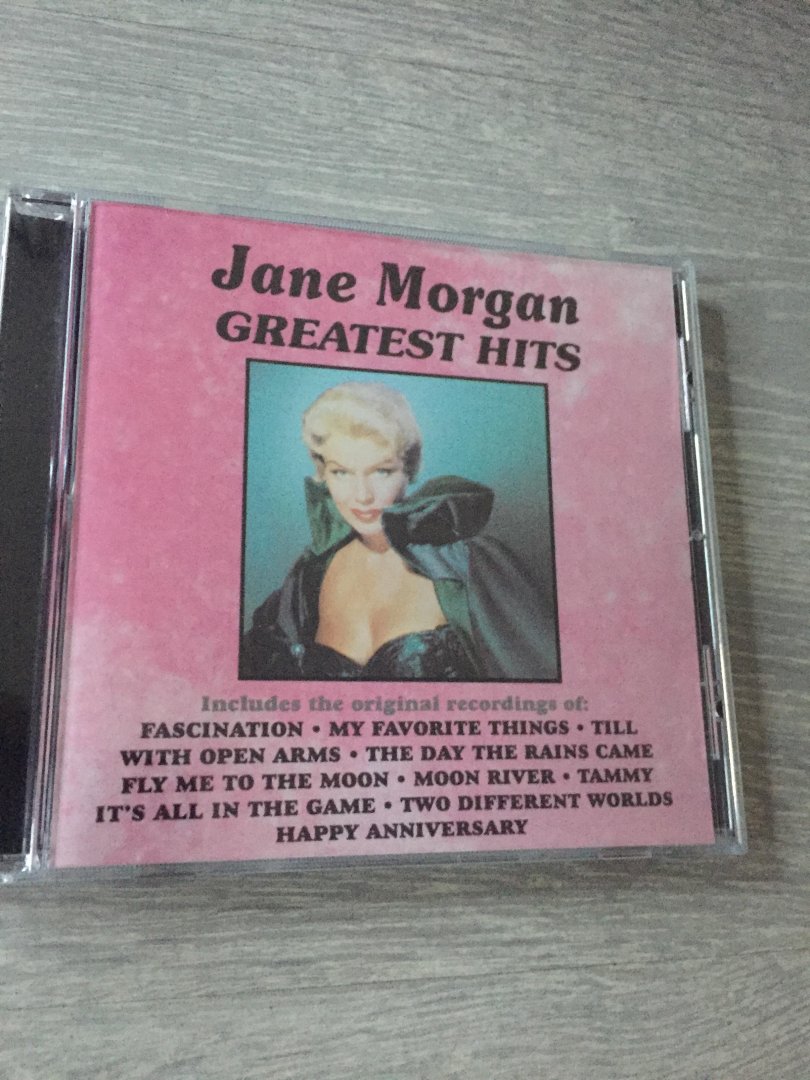 Jane Morgan
GREATEST HITS
Includes the original recordings of:
FASCINATION • MY FAVORITE THINGS • TILL
WITH OPEN ARMS • THE DAY THE RAINS CAME
FLY ME TO THE MOON • MOON RIVER • TAMMY
IT'S ALL IN THE GAME • TWO DIFFERENT WORLDS
HAPPY ANNIVERSARY